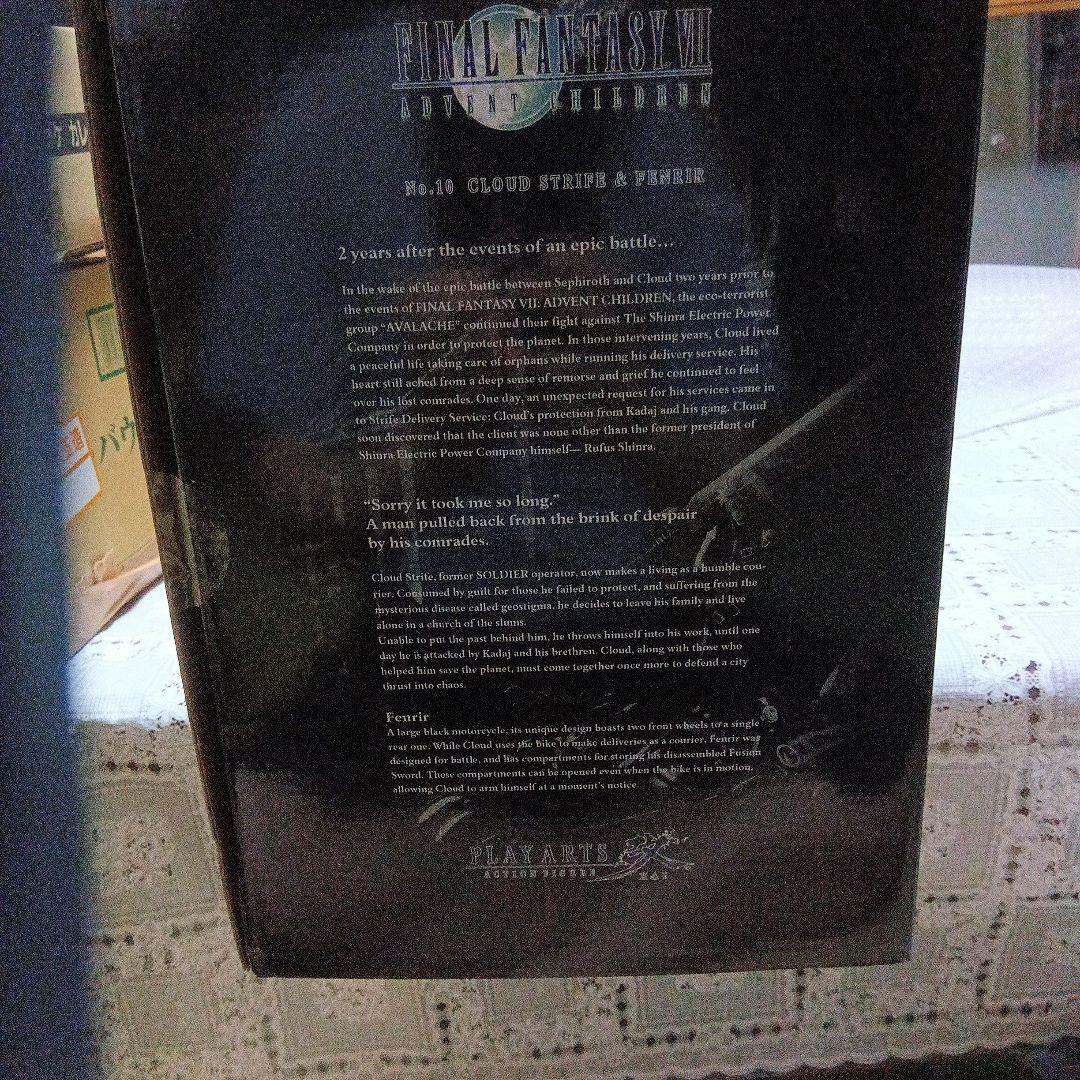 FINAL FANTASY VII
ADVENT CHILDREN
No.10 CLOUD STRIFE & FENRIR
2 years after the events of an epic battle...
In the wake of the epic battle between Sephiroth and Cloud two years prior to
the events of FINAL FANTASY VII: ADVENT CHILDREN, the eco-terrorist
group "AVALACHE" continued their fight against The Shinra Electric Power
Company in order to protect the planet. In those intervening years, Cloud lived
a peaceful life taking care of orphans while running his delivery service. His
heart still ached from a deep sense of remorse and grief he continued to feel
over his lost comrades. One day, an unexpected request for his services came in
to Strife Delivery Service: Cloud's protection from Kadaj and his gang. Cloud
soon discovered that the client was none other than the former president of
Shinra Electric Power Company himself— Rufus Shinra.
"Sorry it took me so long."
A man pulled back from the brink of despair
by his comrades.
Cloud Strife, former SOLDIER operator, now makes a living as a humble cou-
rier. Consumed by guilt for those he failed to protect, and suffering from the
mysterious disease called geostigma, he decides to leave his family and live
alone in a church of the slums.
Unable to put the past behind him, he throws himself into his work, until one
day he is attacked by Kadaj and his brethren. Cloud, along with those who
helped him save the planet, must come together once more to defend a city
thrust into chaos.
Fenrir
A large black motorcycle, its unique design boasts two front wheels to a single
rear one. While Cloud uses the bike to make deliveries as a courier, Fenrir was
designed for battle, and has compartments for storing his disassembled Fusion
Sword. These compartments can be opened even when the bike is in motion,
allowing Cloud to arm himself at a moment's notice.
PLAY ARTS
ACTION FIGURE KAI
バウ